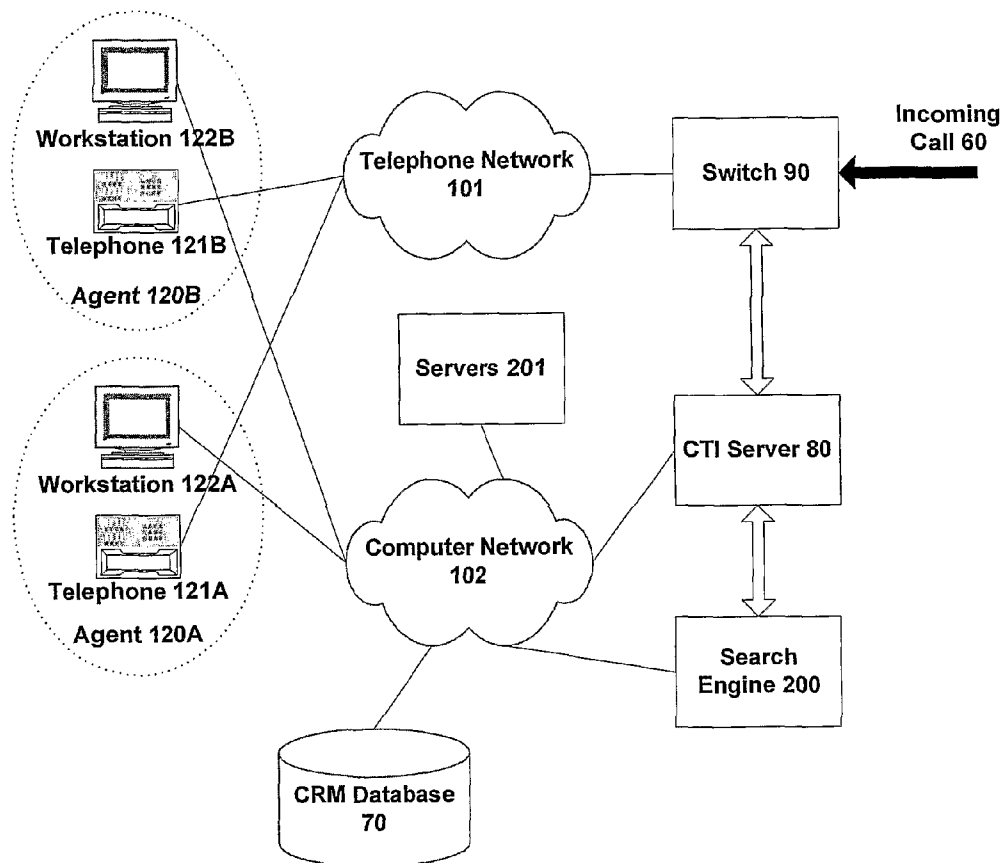 Workstation 122B
Telephone 121B
Agent 120B
Workstation 122A
Telephone 121A
Agent 120A
Telephone Network
101
Switch 90
Incoming
Call 60
Servers 201
CTI Server 80
Computer Network
102
Search
Engine 200
CRM Database
70